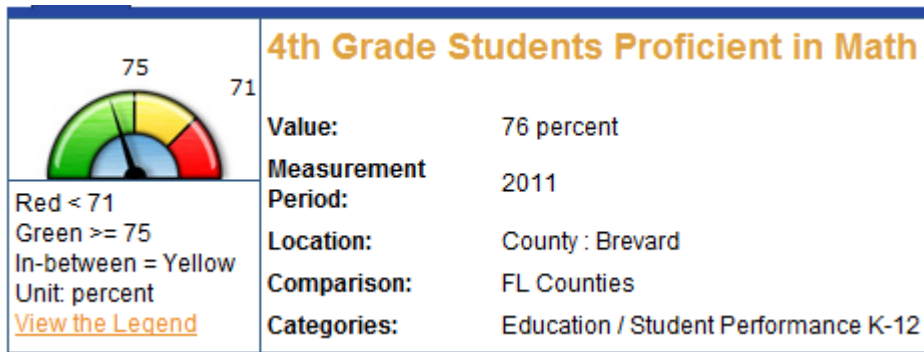 4th Grade Students Proficient in Math
75
71
Value: 76 percent
Measurement Period: 2011
Location: County : Brevard
Comparison: FL Counties
Categories: Education / Student Performance K-12
Red < 71
Green >= 75
In-between = Yellow
Unit: percent
View the Legend